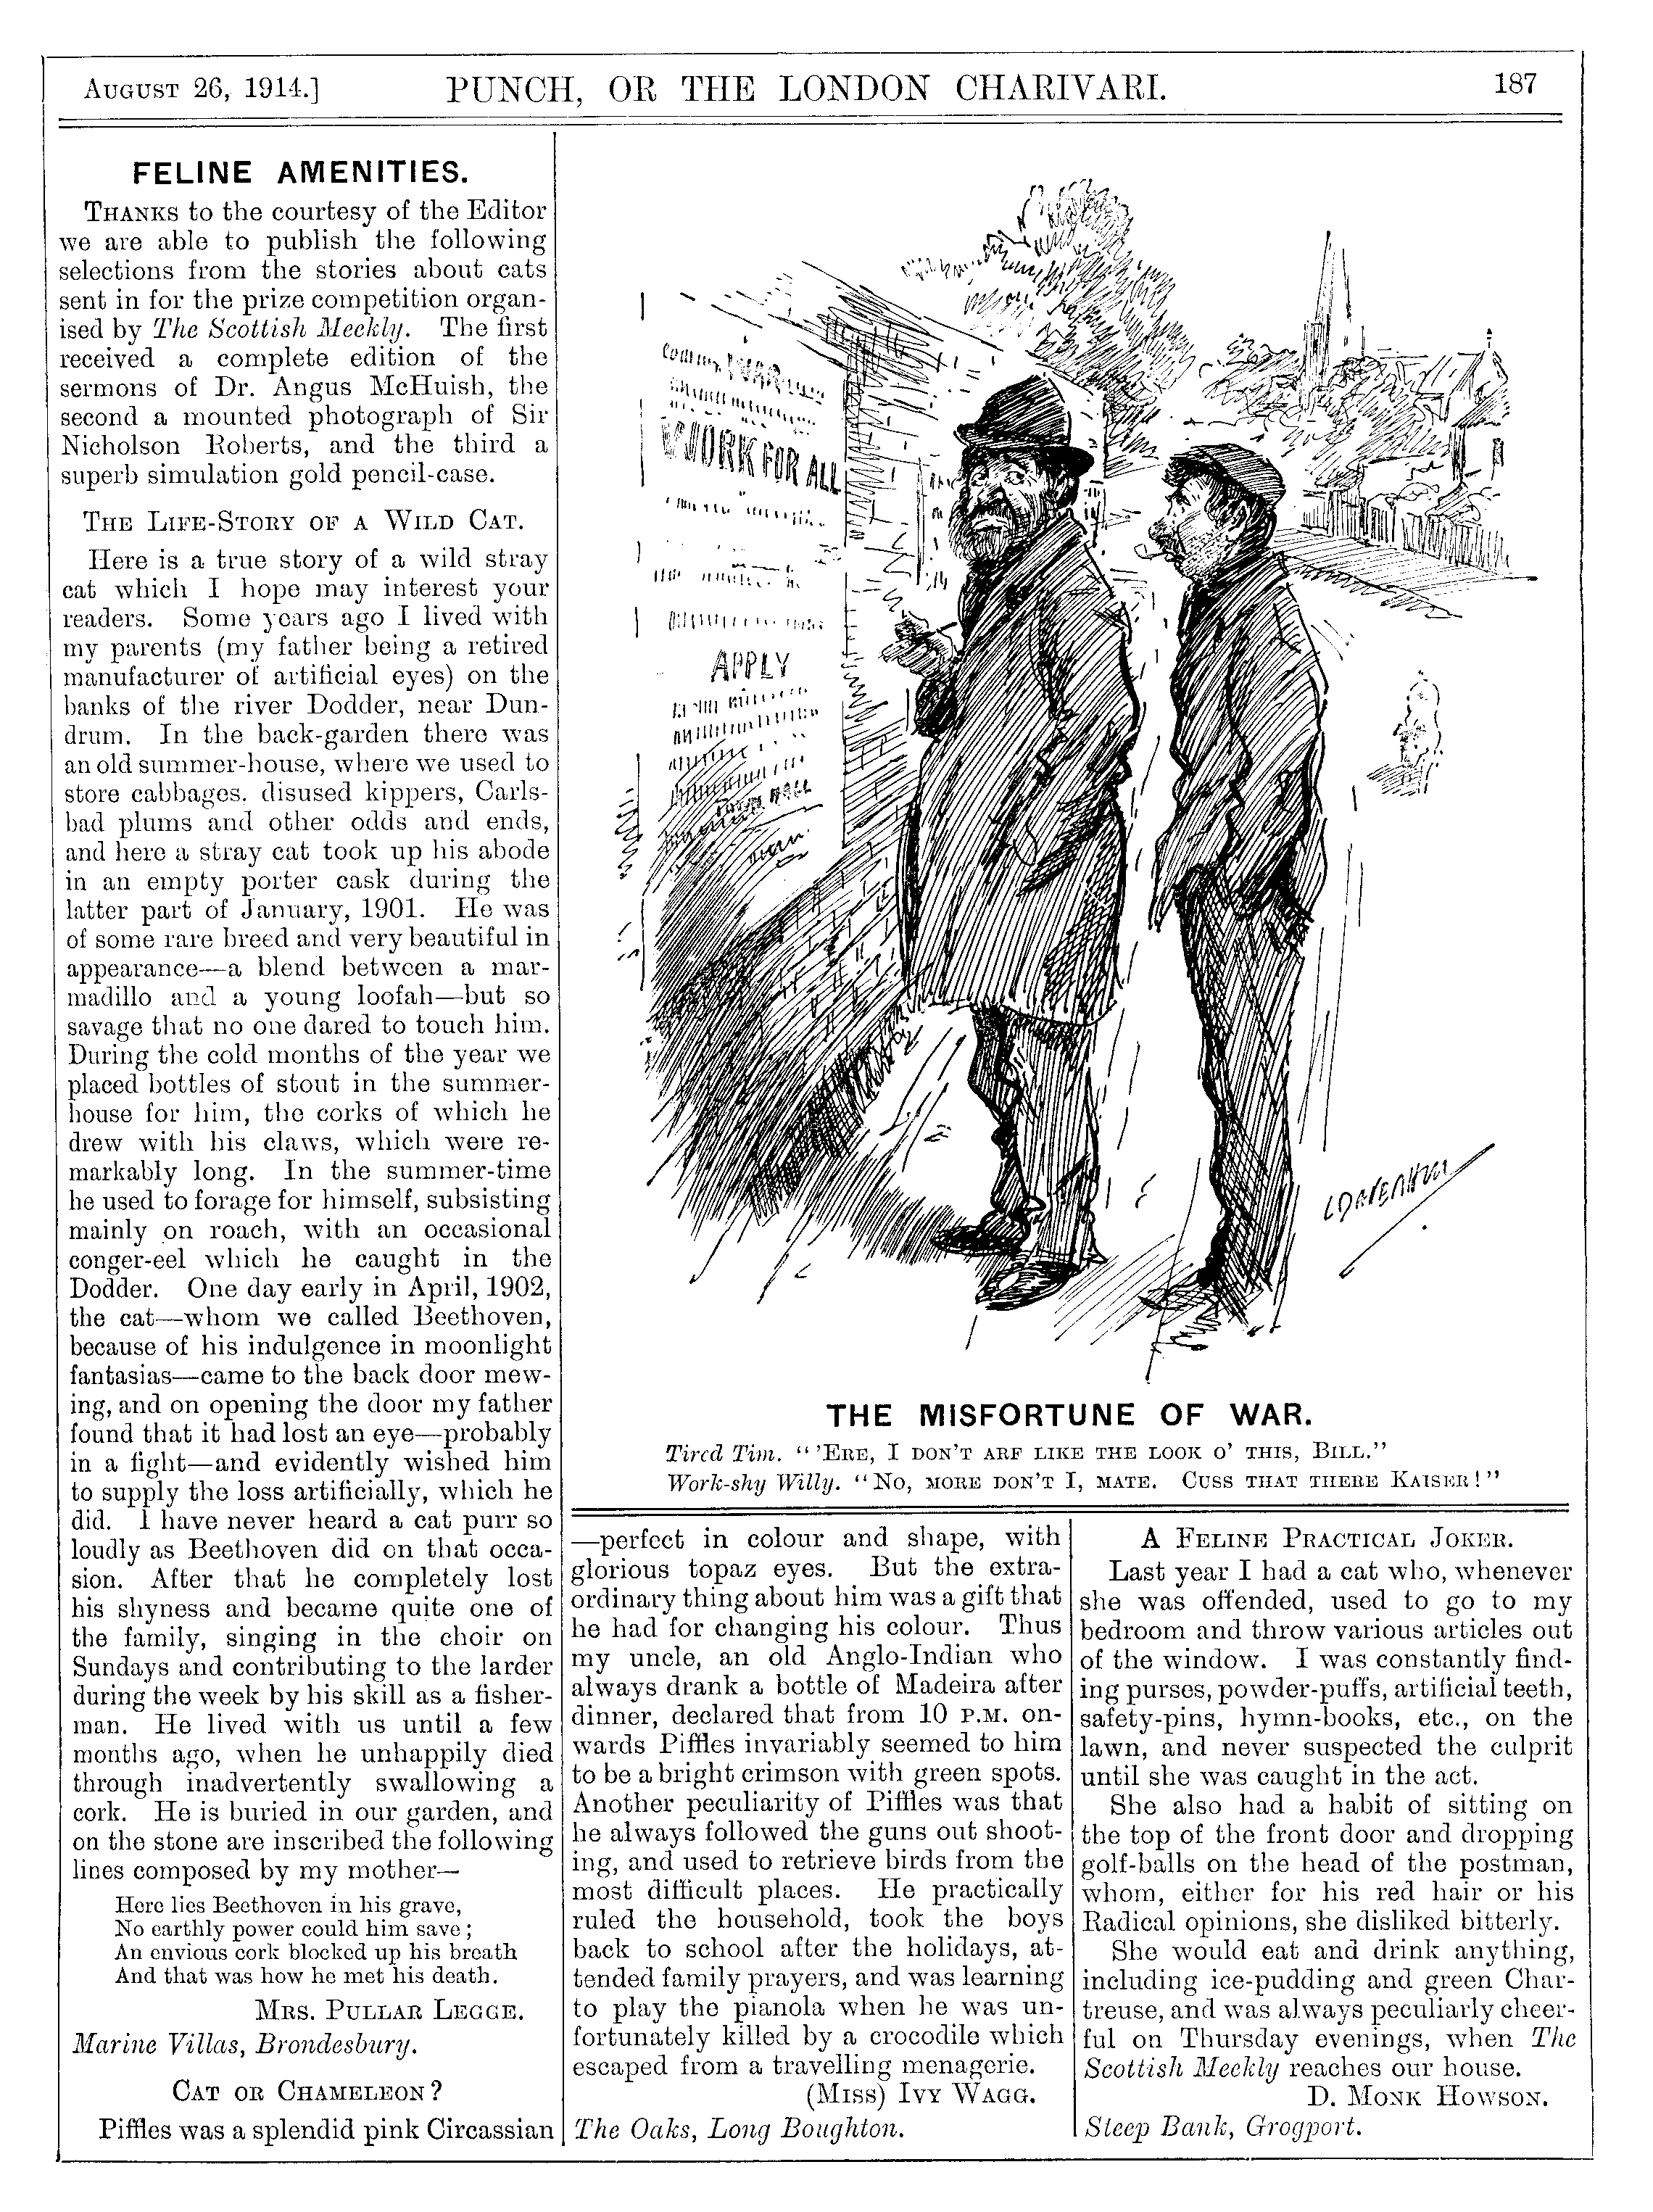 AUGUST 26, 1914.] PUNCH, OR THE LONDON CHARIVARI. 187
FELINE AMENITIES.
THANKS to the courtesy of the Editor
we are able to publish the following
selections from the stories about cats
sent in for the prize competition organ-
ised by The Scottish Meekly. The first
received a complete edition of the
sermons of Dr. Angus McHuish, the
second a mounted photograph of Sir
Nicholson Roberts, and the third a
superb simulation gold pencil-case.
THE LIFE-STORY OF A WILD CAT.
Here is a true story of a wild stray
cat which I hope may interest your
readers. Some years ago I lived with
my parents (my father being a retired
manufacturer of artificial eyes) on the
banks of the river Dodder, near Dun-
drum. In the back-garden there was
an old summer-house, where we used to
store cabbages, disused kippers, Carls-
bad plums and other odds and ends,
and here a stray cat took up his abode
in an empty porter cask during the
latter part of January, 1901. He was
of some rare breed and very beautiful in
appearance—a blend between a mar-
madillo and a young loofah—but so
savage that no one dared to touch him.
During the cold months of the year we
placed bottles of stout in the summer-
house for him, the corks of which he
drew with his claws, which were re-
markably long. In the summer-time
he used to forage for himself, subsisting
mainly on roach, with an occasional
conger-eel which he caught in the
Dodder. One day early in April, 1902,
the cat—whom we called Beethoven,
because of his indulgence in moonlight
fantasias—came to the back door mew-
ing, and on opening the door my father
found that it had lost an eye—probably
in a fight—and evidently wished him
to supply the loss artificially, which he
did. I have never heard a cat purr so
loudly as Beethoven did on that occa-
sion. After that he completely lost
his shyness and became quite one of
the family, singing in the choir on
Sundays and contributing to the larder
during the week by his skill as a fisher-
man. He lived with us until a few
months ago, when he unhappily died
through inadvertently swallowing a
cork. He is buried in our garden, and
on the stone are inscribed the following
lines composed by my mother—
Here lies Beethoven in his grave,
No earthly power could him save;
An envious cork blocked up his breath
And that was how he met his death.
MRS. PULLAR LEGGE.
Marine Villas, Brondesbury.
CAT OR CHAMELEON?
Piffles was a splendid pink Circassian
WAR
WORK FOR ALL
APPLY
TOWN HALL
THE MISFORTUNE OF WAR.
Tired Tim. "'ERE, I DON'T ARF LIKE THE LOOK O' THIS, BILL."
Work-shy Willy. "NO, MORE DON'T I, MATE. CUSS THAT THERE KAISER!"
—perfect in colour and shape, with
glorious topaz eyes. But the extra-
ordinary thing about him was a gift that
he had for changing his colour. Thus
my uncle, an old Anglo-Indian who
always drank a bottle of Madeira after
dinner, declared that from 10 P.M. on-
wards Piffles invariably seemed to him
to be a bright crimson with green spots.
Another peculiarity of Piffles was that
he always followed the guns out shoot-
ing, and used to retrieve birds from the
most difficult places. He practically
ruled the household, took the boys
back to school after the holidays, at-
tended family prayers, and was learning
to play the pianola when he was un-
fortunately killed by a crocodile which
escaped from a travelling menagerie.
(MISS) IVY WAGG.
The Oaks, Long Boughton.
A FELINE PRACTICAL JOKER.
Last year I had a cat who, whenever
she was offended, used to go to my
bedroom and throw various articles out
of the window. I was constantly find-
ing purses, powder-puffs, artificial teeth,
safety-pins, hymn-books, etc., on the
lawn, and never suspected the culprit
until she was caught in the act.
She also had a habit of sitting on
the top of the front door and dropping
golf-balls on the head of the postman,
whom, either for his red hair or his
Radical opinions, she disliked bitterly.
She would eat and drink anything,
including ice-pudding and green Char-
treuse, and was always peculiarly cheer-
ful on Thursday evenings, when The
Scottish Meekly reaches our house.
D. MONK HOWSON.
Steep Bank, Grogport.